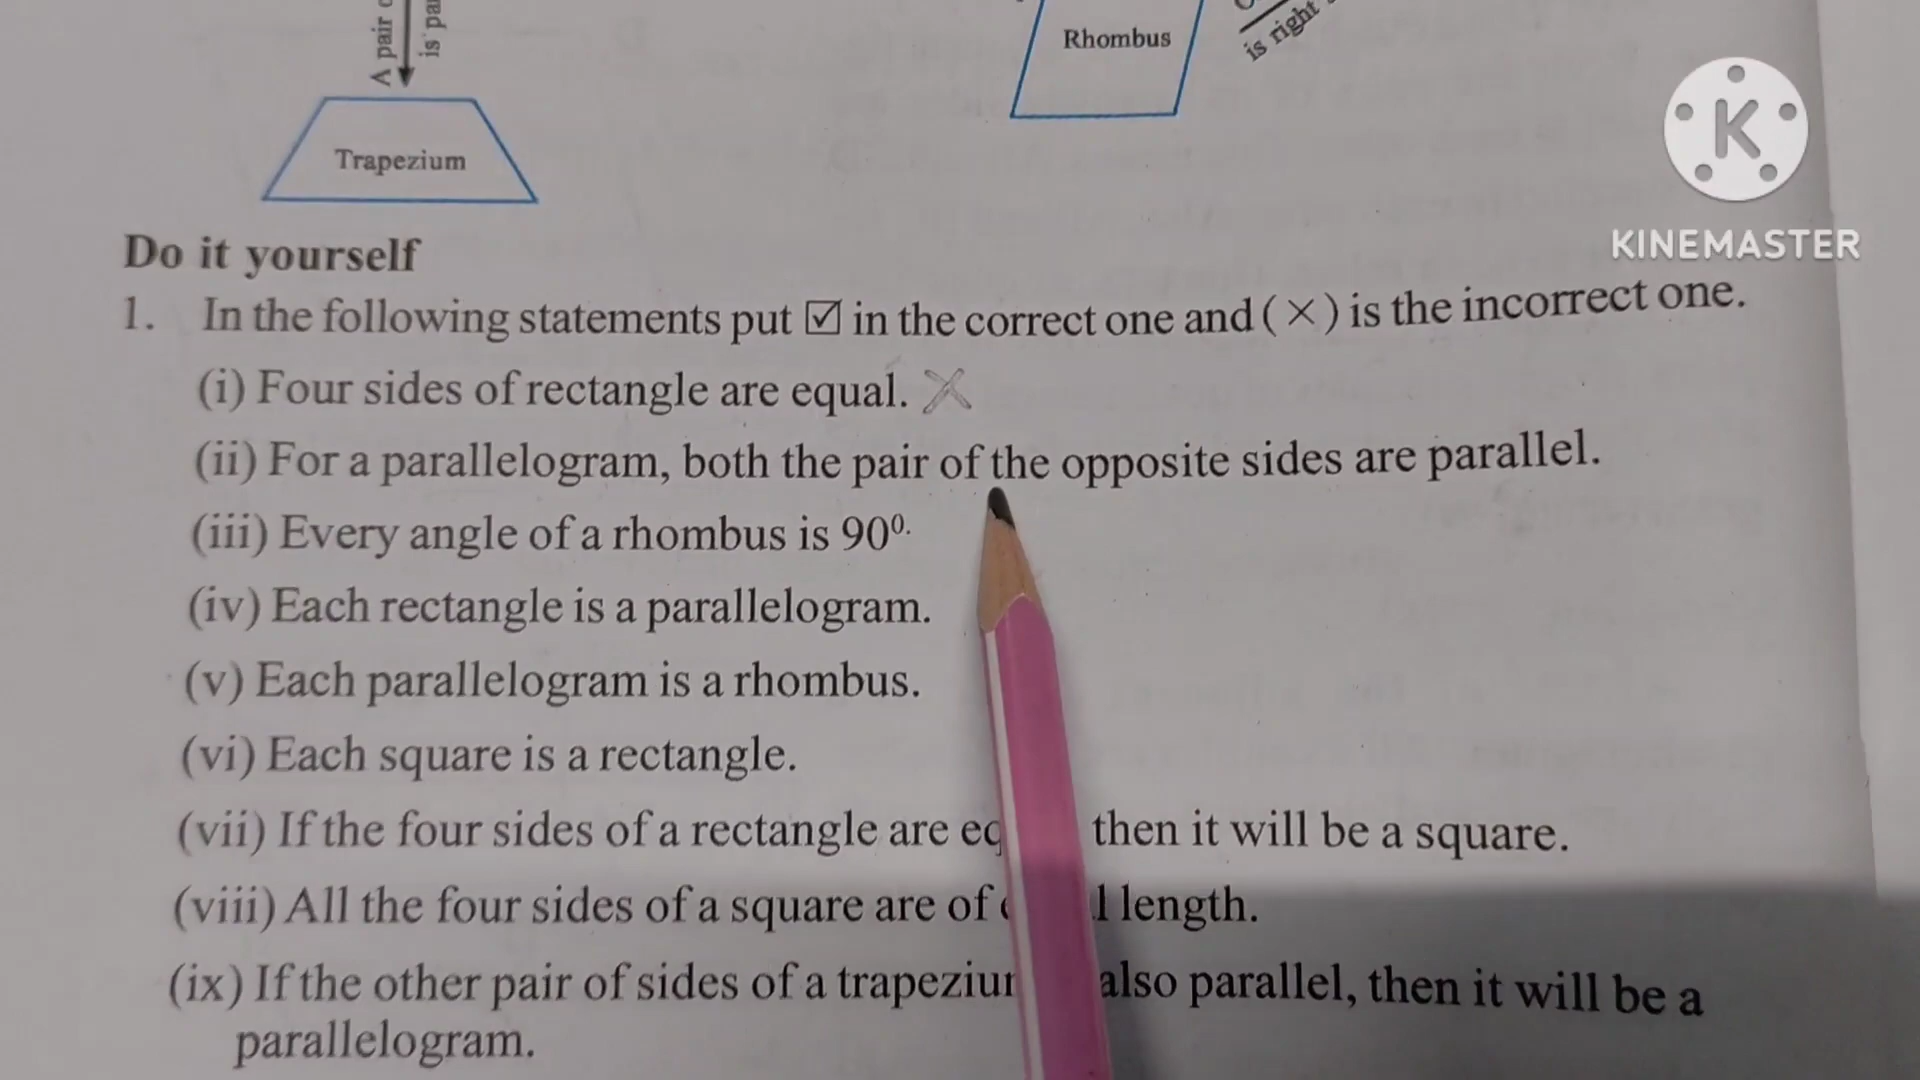 A pair
is pa
Rhombus
is right
K
KINEMASTER
Trapezium
Do it yourself
1. In the following statements put ☑ in the correct one and (×) is the incorrect one.
(i) Four sides of rectangle are equal. ×
(ii) For a parallelogram, both the pair of the opposite sides are parallel.
(iii) Every angle of a rhombus is 90⁰.
(iv) Each rectangle is a parallelogram.
(v) Each parallelogram is a rhombus.
(vi) Each square is a rectangle.
(vii) If the four sides of a rectangle are then it will be a square.
(viii) All the four sides of a square are of length.
(ix) If the other pair of sides of a also parallel, then it will be a
parallelogram.